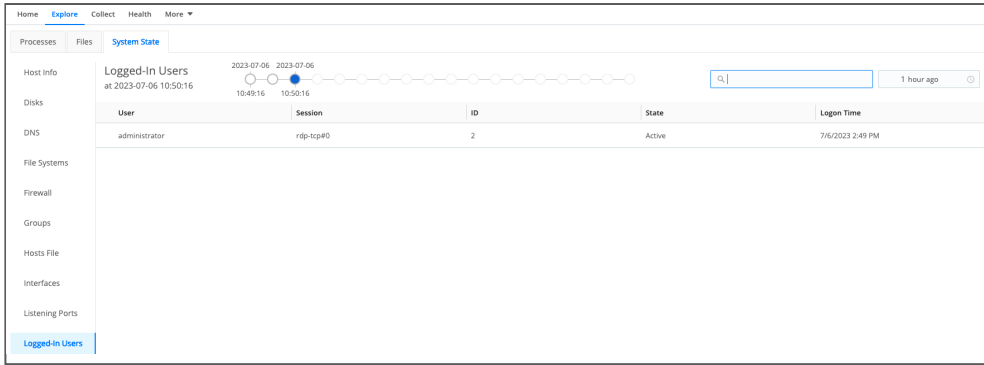 Home Explore Collect Health More ▼
Processes Files System State
Host Info
Disks
DNS
File Systems
Firewall
Groups
Hosts File
Interfaces
Listening Ports
Logged-In Users
Logged-In Users
at 2023-07-06 10:50:16
2023-07-06 2023-07-06
10:49:16 10:50:16
1 hour ago
User Session ID State Logon Time
administrator rdp-tcp#0 2 Active 7/6/2023 2:49 PM